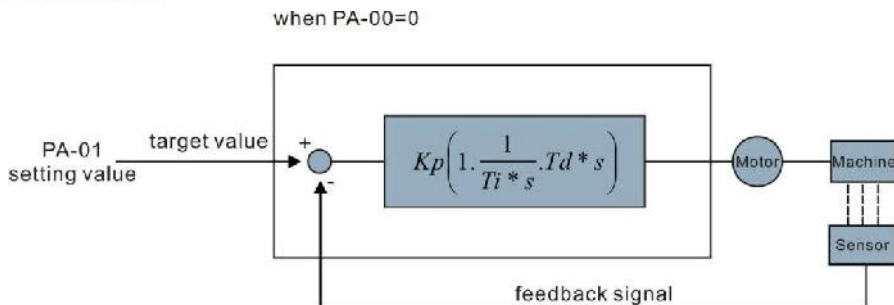 when PA-00=0
PA-01
setting value
target value
+
-
Kp(1. 1/(Ti * s) .Td * s)
Motor
Machine
Sensor
feedback signal